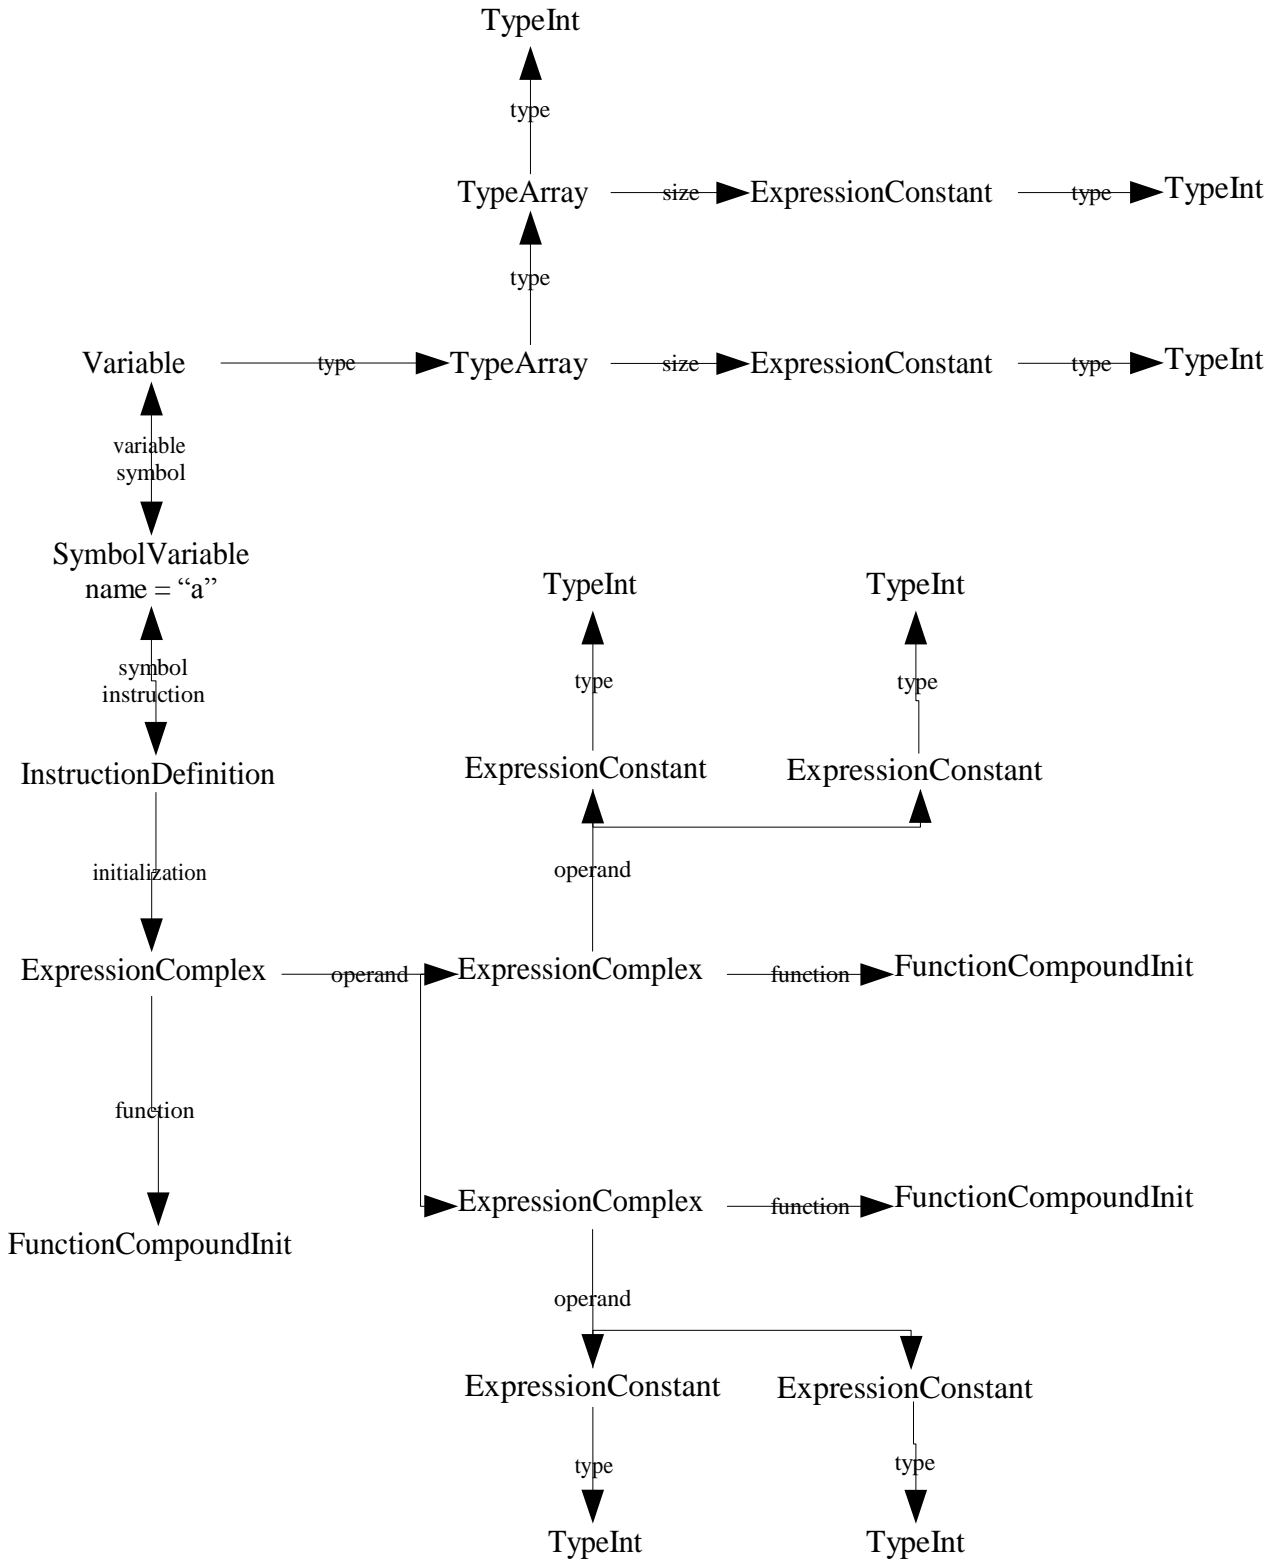 TypeInt
type
TypeArray
size
ExpressionConstant
type
TypeInt
type
Variable
type
TypeArray
size
ExpressionConstant
type
TypeInt
variable
symbol
SymbolVariable
name = “a”
TypeInt
TypeInt
symbol
instruction
type
type
InstructionDefinition
ExpressionConstant
ExpressionConstant
initialization
operand
ExpressionComplex
operand
ExpressionComplex
function
FunctionCompoundInit
function
ExpressionComplex
function
FunctionCompoundInit
FunctionCompoundInit
operand
ExpressionConstant
ExpressionConstant
type
type
TypeInt
TypeInt